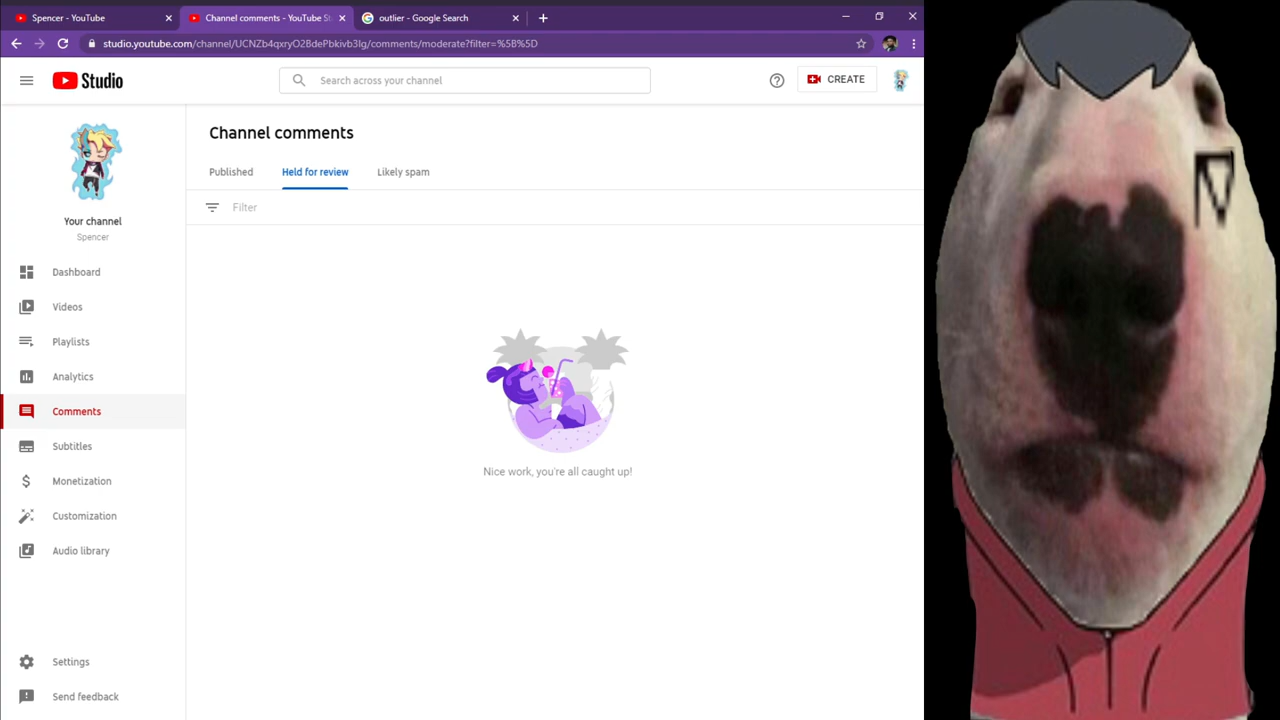 Spencer - YouTube
Channel comments - YouTube St
outlier - Google Search
studio.youtube.com/channel/UCNZb4qxryO2BdePbkivb3Ig/comments/moderate?filter=%5B%5D
Studio
Search across your channel
CREATE
Your channel
Spencer
Dashboard
Videos
Playlists
Analytics
Comments
Subtitles
Monetization
Customization
Audio library
Settings
Send feedback
Channel comments
Published
Held for review
Likely spam
Filter
Nice work, you're all caught up!